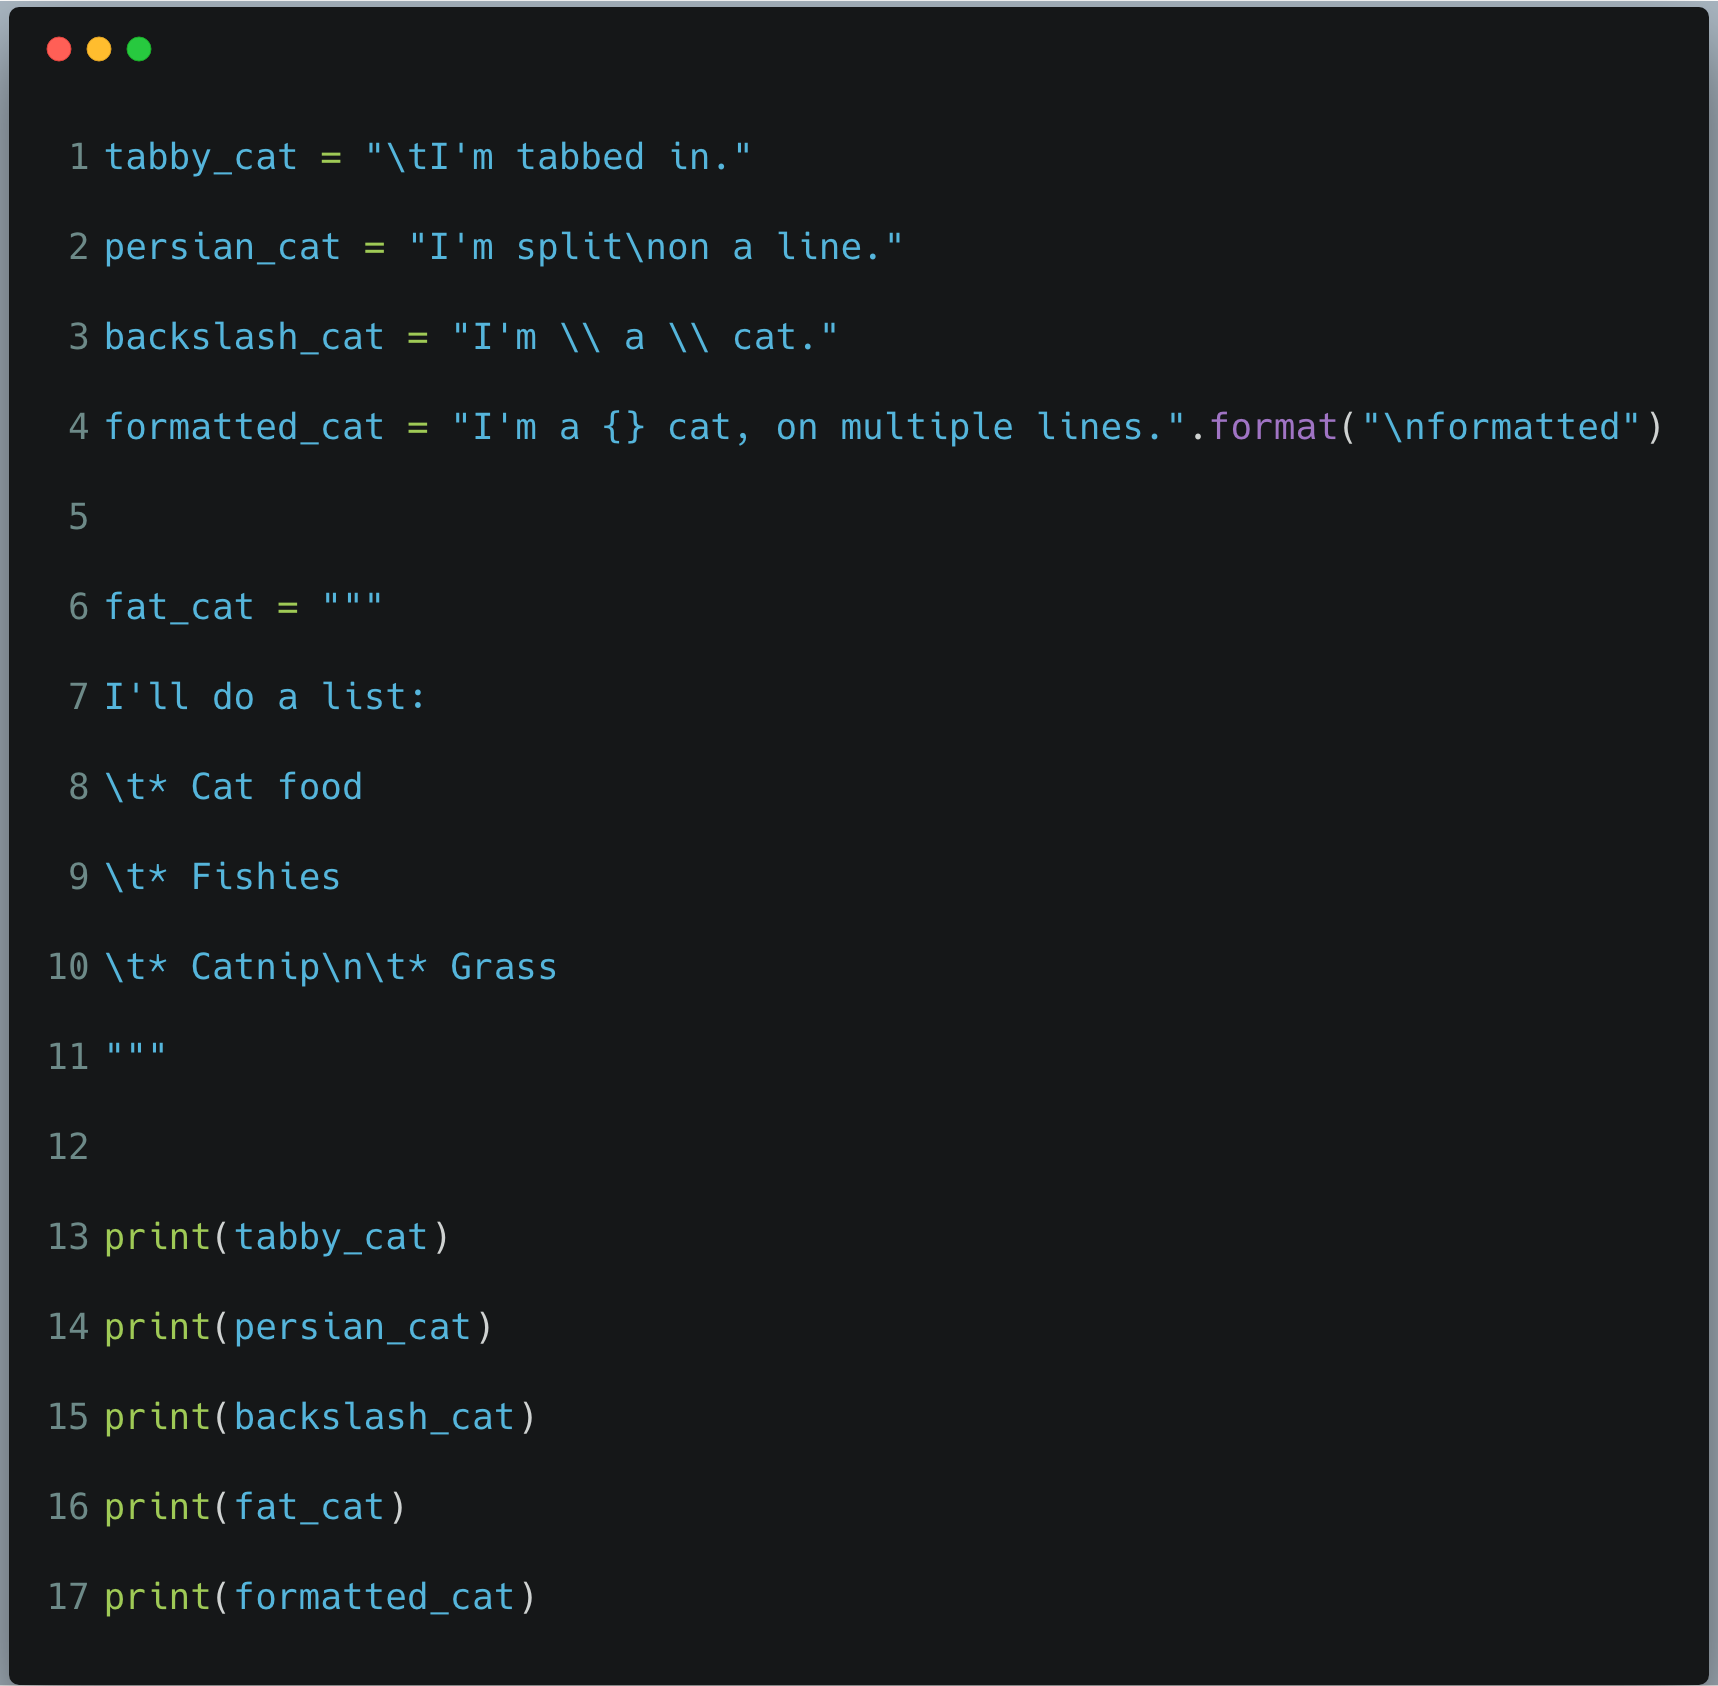 1 tabby_cat = "\tI'm tabbed in."
2 persian_cat = "I'm split\non a line."
3 backslash_cat = "I'm \\ a \\ cat."
4 formatted_cat = "I'm a {} cat, on multiple lines.".format("\nformatted")
5
6 fat_cat = """
7 I'll do a list:
8 \t* Cat food
9 \t* Fishies
10 \t* Catnip\n\t* Grass
11 """
12
13 print(tabby_cat)
14 print(persian_cat)
15 print(backslash_cat)
16 print(fat_cat)
17 print(formatted_cat)